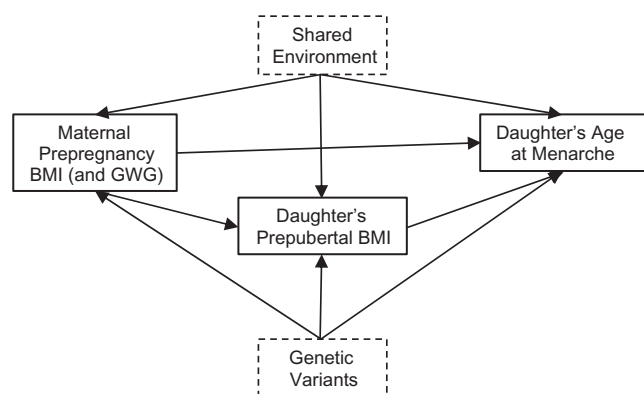 Shared
Environment
Maternal
Prepregnancy
BMI (and GWG)
Daughter’s Age
at Menarche
Daughter’s
Prepubertal BMI
Genetic
Variants